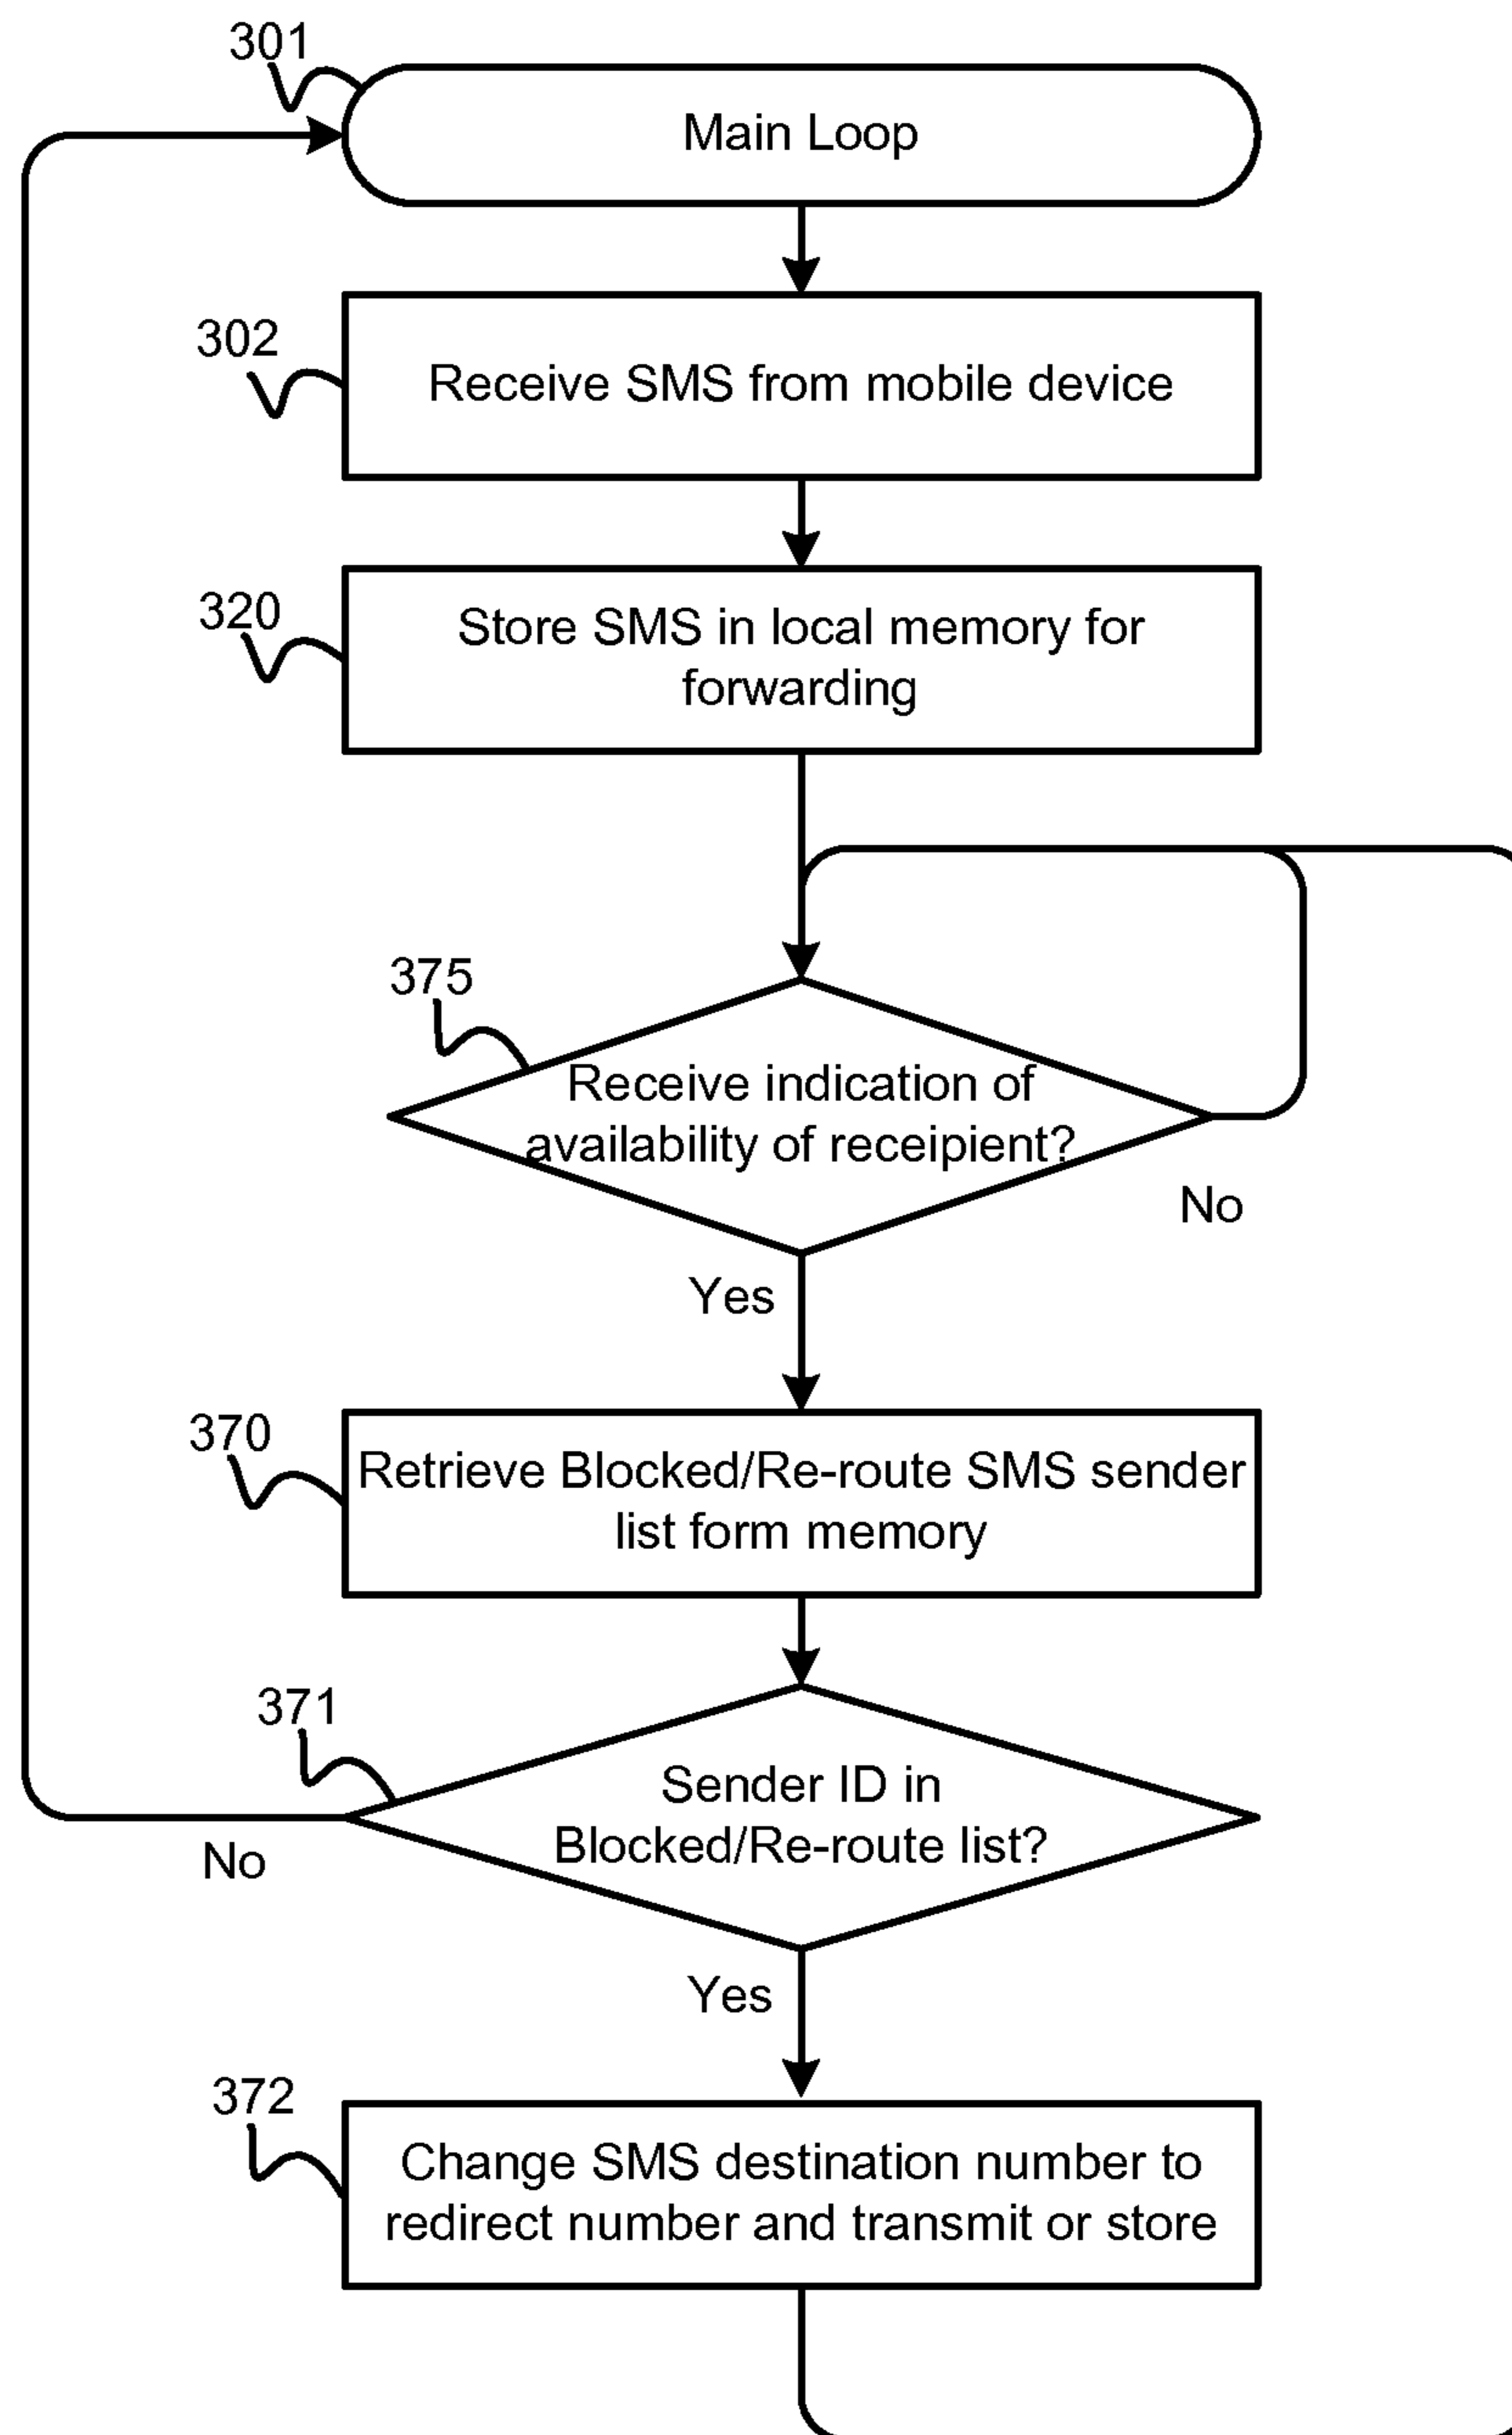 301
Main Loop
302
Receive SMS from mobile device
320
Store SMS in local memory for
forwarding
375
Receive indication of
availability of receipient?
No
Yes
370
Retrieve Blocked/Re-route SMS sender
list form memory
371
Sender ID in
Blocked/Re-route list?
No
Yes
372
Change SMS destination number to
redirect number and transmit or store